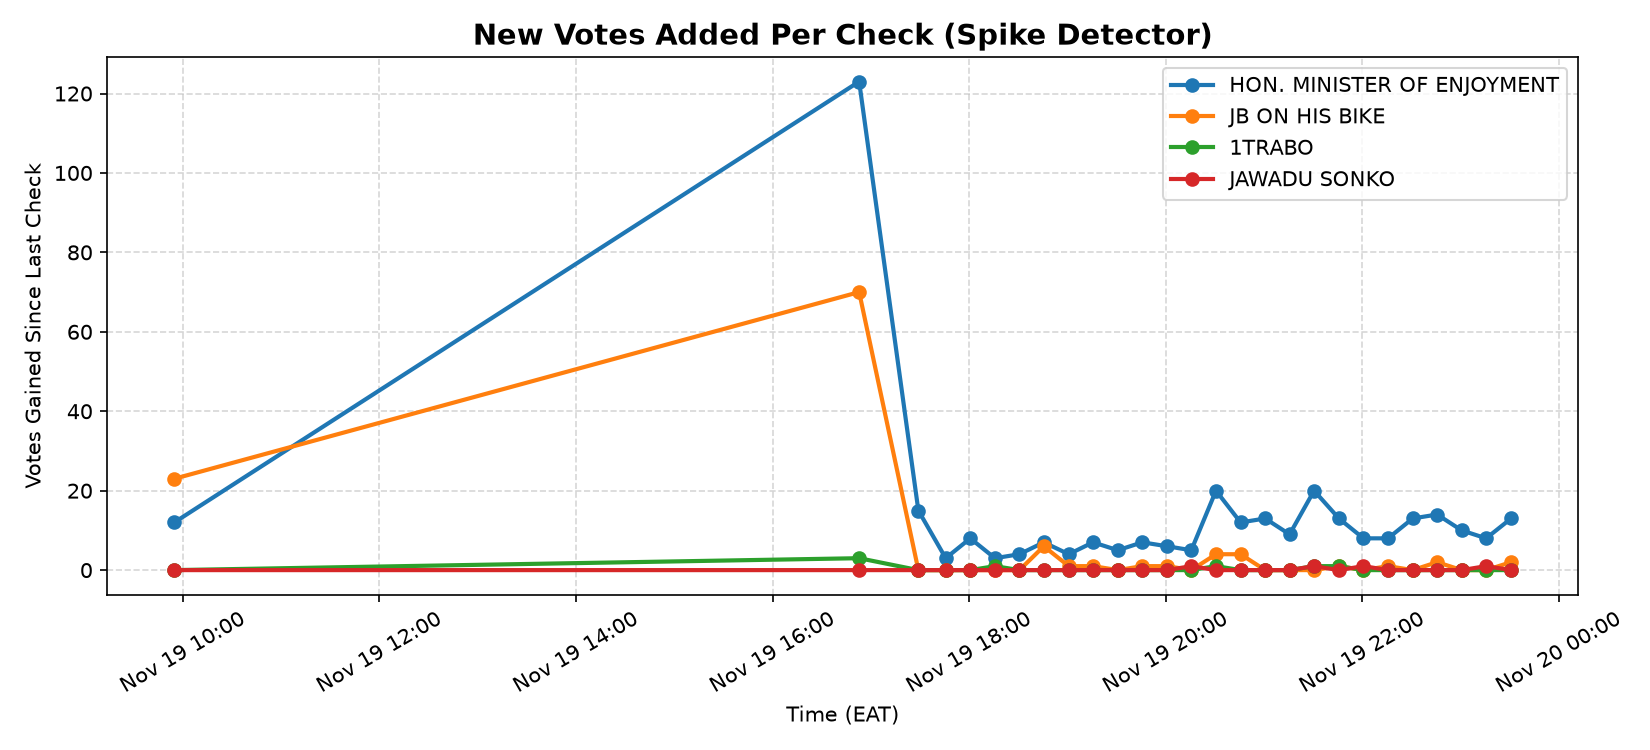 New Votes Added Per Check (Spike Detector)
HON. MINISTER OF ENJOYMENT
JB ON HIS BIKE
1TRABO
JAWADU SONKO
Votes Gained Since Last Check
120
100
80
60
40
20
0
Nov 19 10:00
Nov 19 12:00
Nov 19 14:00
Nov 19 16:00
Nov 19 18:00
Nov 19 20:00
Nov 19 22:00
Nov 20 00:00
Time (EAT)